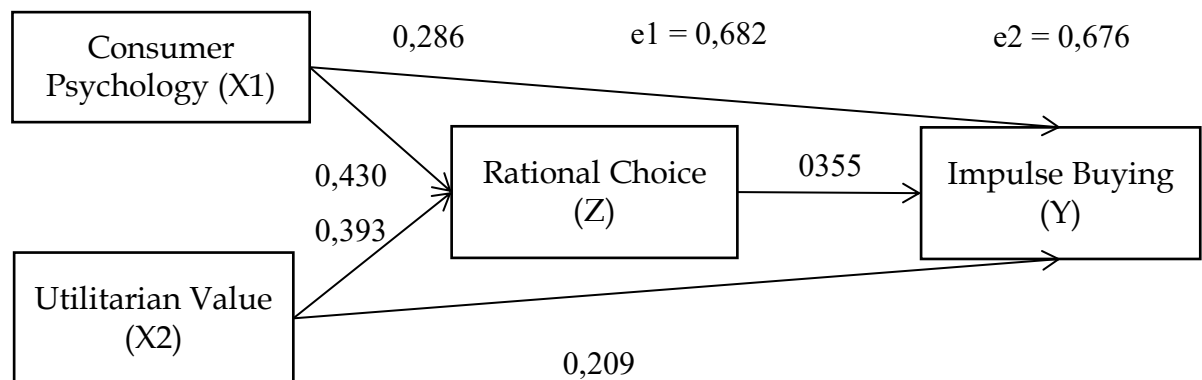 0,286
e1 = 0,682
e2 = 0,676
Consumer
Psychology (X1)
0,430
0,393
Rational Choice
(Z)
0355
Impulse Buying
(Y)
Utilitarian Value
(X2)
0,209